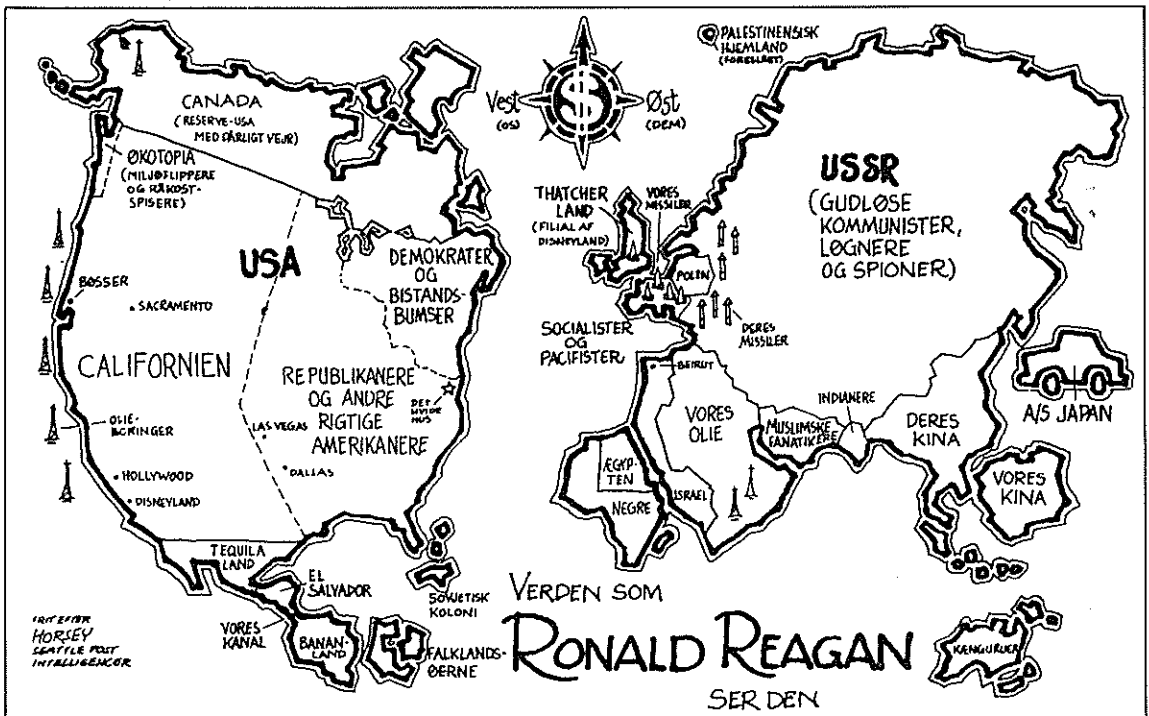 CANADA
(RESERVE-USA
MED DÅRLIGT VEJR)
ØKOTOPIA
(MILJØFLIPPERE
OG RÅKOST-
SPISERE)
USA
DEMOKRATER
OG
BISTANDS-
BUMSER
BØSSER
SACRAMENTO
CALIFORNIEN
REPUBLIKANERE
OG ANDRE
RIGTIGE
AMERIKANERE
DET
HVIDE
HUS
LAS VEGAS
DALLAS
OLIE-
BORINGER
HOLLYWOOD
DISNEYLAND
TEQUILA
LAND
EL
SALVADOR
VORES
KANAL
BANAN-
LAND
SOWJETISK
KOLONI
FALKLANDS-
ØERNE
FRIT EFTER
HORSEY
SEATTLE POST
INTELLIGENCER
Vest
(OS)
$
Øst
(DEM)
PALESTINENSISK
HJEMLAND
(FORESLÅET)
THATCHER
LAND
(FILIAL AF
DISNEYLAND)
VORES
MISSILER
POLEN
DERES
MISSILER
USSR
(GUDLØSE
KOMMUNISTER,
LØGNERE
OG SPIONER)
SOCIALISTER
OG
PACIFISTER
BEIRUT
VORES
OLIE
MUSLIMSKE
FANATIKERE
INDIANERE
DERES
KINA
A/S JAPAN
VORES
KINA
ÆGYP-
TEN
NEGRE
ISRAEL
KÆNGURUER
VERDEN SOM
RONALD REAGAN
SER DEN